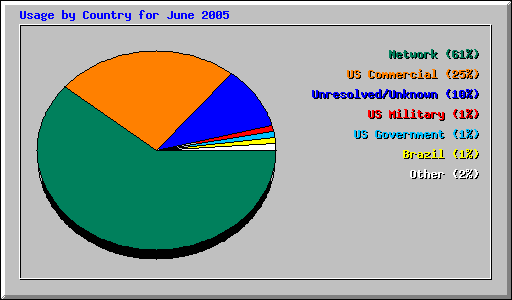 Usage by Country for June 2005
Network (61%)
US Commercial (25%)
Unresolved/Unknown (10%)
US Military (1%)
US Government (1%)
Brazil (1%)
Other (2%)